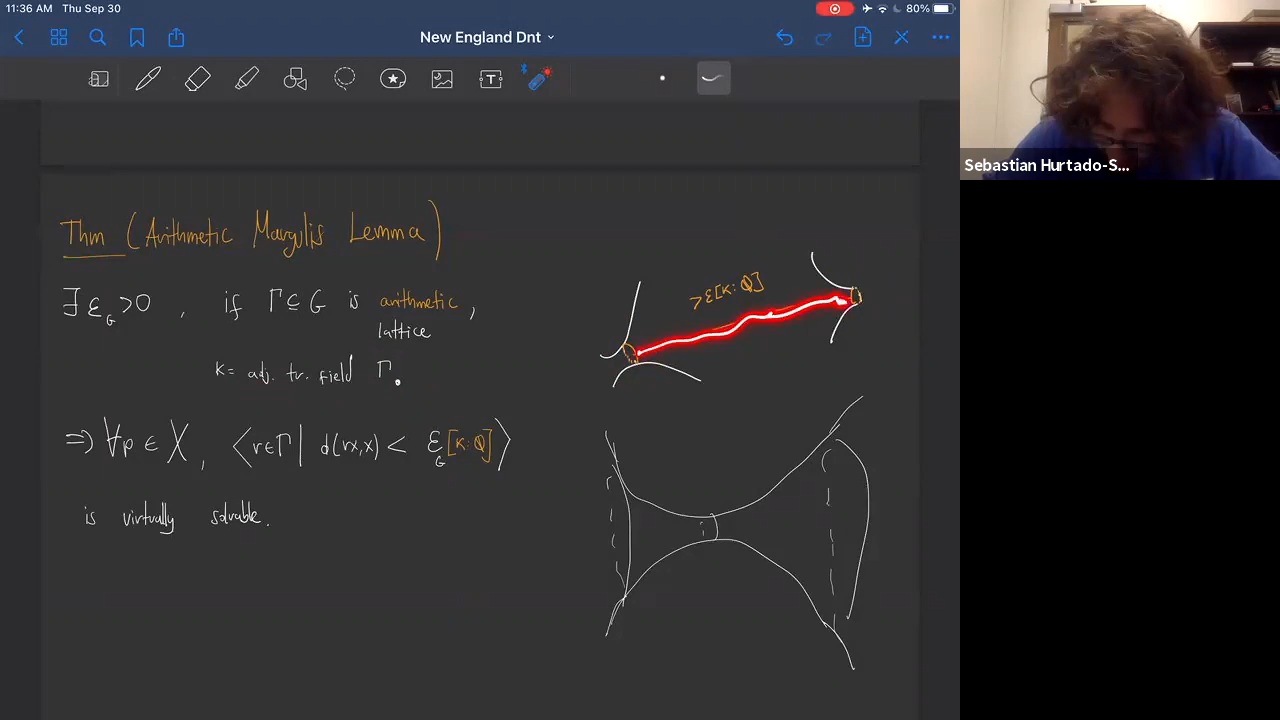 11:36 AM Thu Sep 30
80%
New England Dnt
T
Sebastian Hurtado-S...
Thm (Arithmetic Margulis Lemma)
∃ ε_G >0 , if Γ ⊆ G is arithmetic,
lattice
K= adj. tr. field Γ.
⇒ ∀p ∈ X, ⟨γ∈Γ | d(γx,x) < ε_G [K:ℚ]⟩
is virtually solvable.
>ε[K:ℚ]